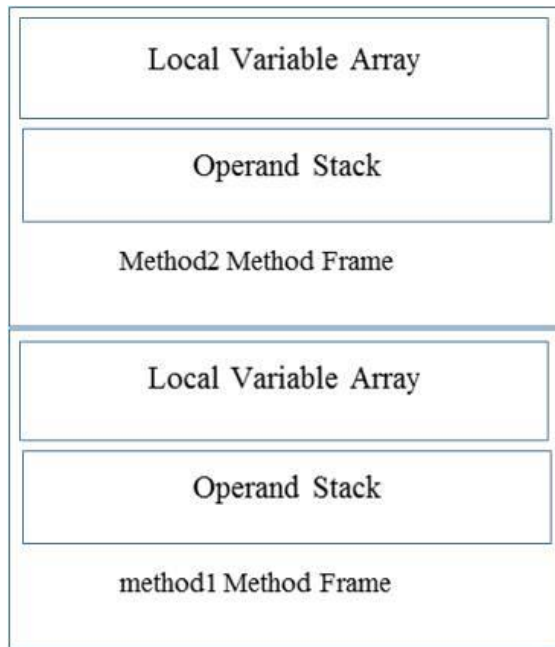 Local Variable Array
Operand Stack
Method2 Method Frame
Local Variable Array
Operand Stack
method1 Method Frame